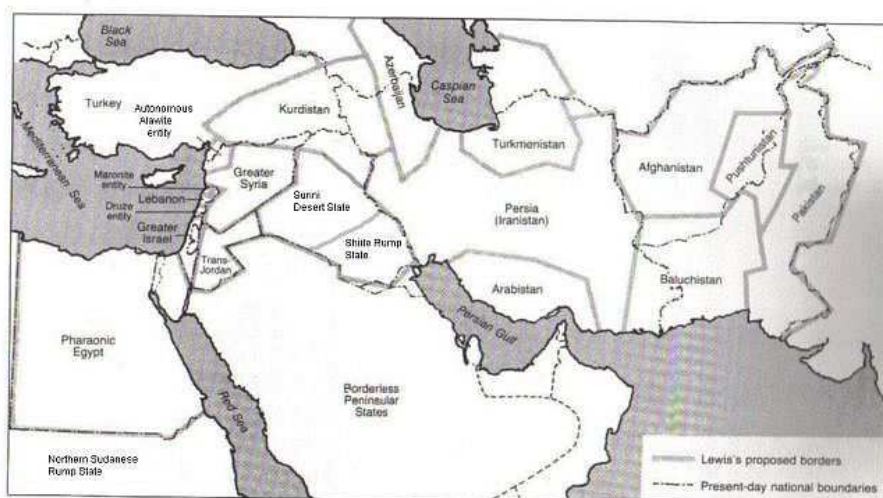 Black
Sea
Turkey
Autonomous
Alawite
entity
Mediterranean Sea
Kurdistan
Azerbaijan
Caspian
Sea
Turkmenistan
Afghanistan
Pushtunistan
Pakistan
Maronite
entity
Lebanon
Druze
entity
Greater
Israel
Greater
Syria
Sunni
Desert State
Shiite Rump
State
Persia
(Iranistan)
Trans-
Jordan
Arabistan
Baluchistan
Persian Gulf
Pharaonic
Egypt
Red Sea
Borderless
Peninsular
States
Northern Sudanese
Rump State
Lewis's proposed borders
Present-day national boundaries